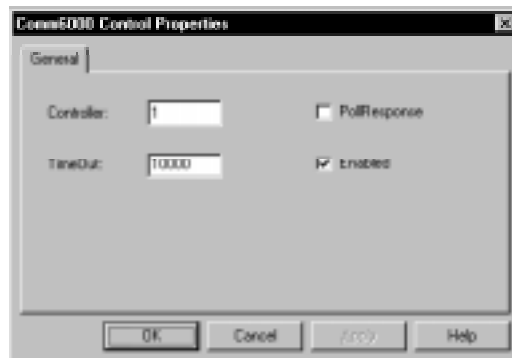 Comm6000 Control Properties
General
Controller: 1 PollResponse
TimeOut: 10000 Enabled
OK Cancel Apply Help